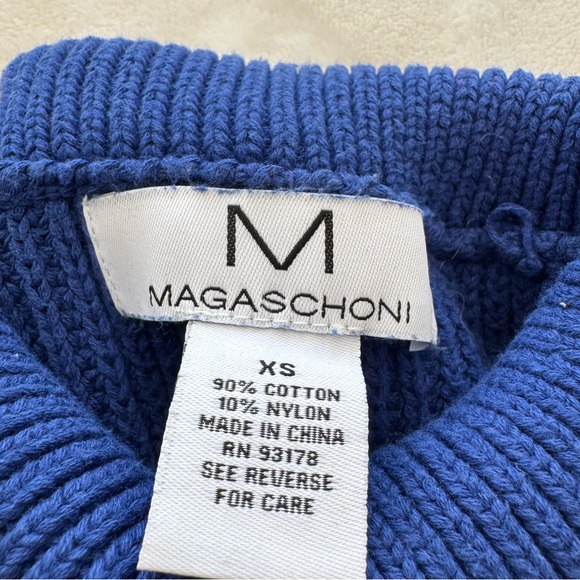 M
MAGASCHONI
XS
90% COTTON
10% NYLON
MADE IN CHINA
RN 93178
SEE REVERSE
FOR CARE